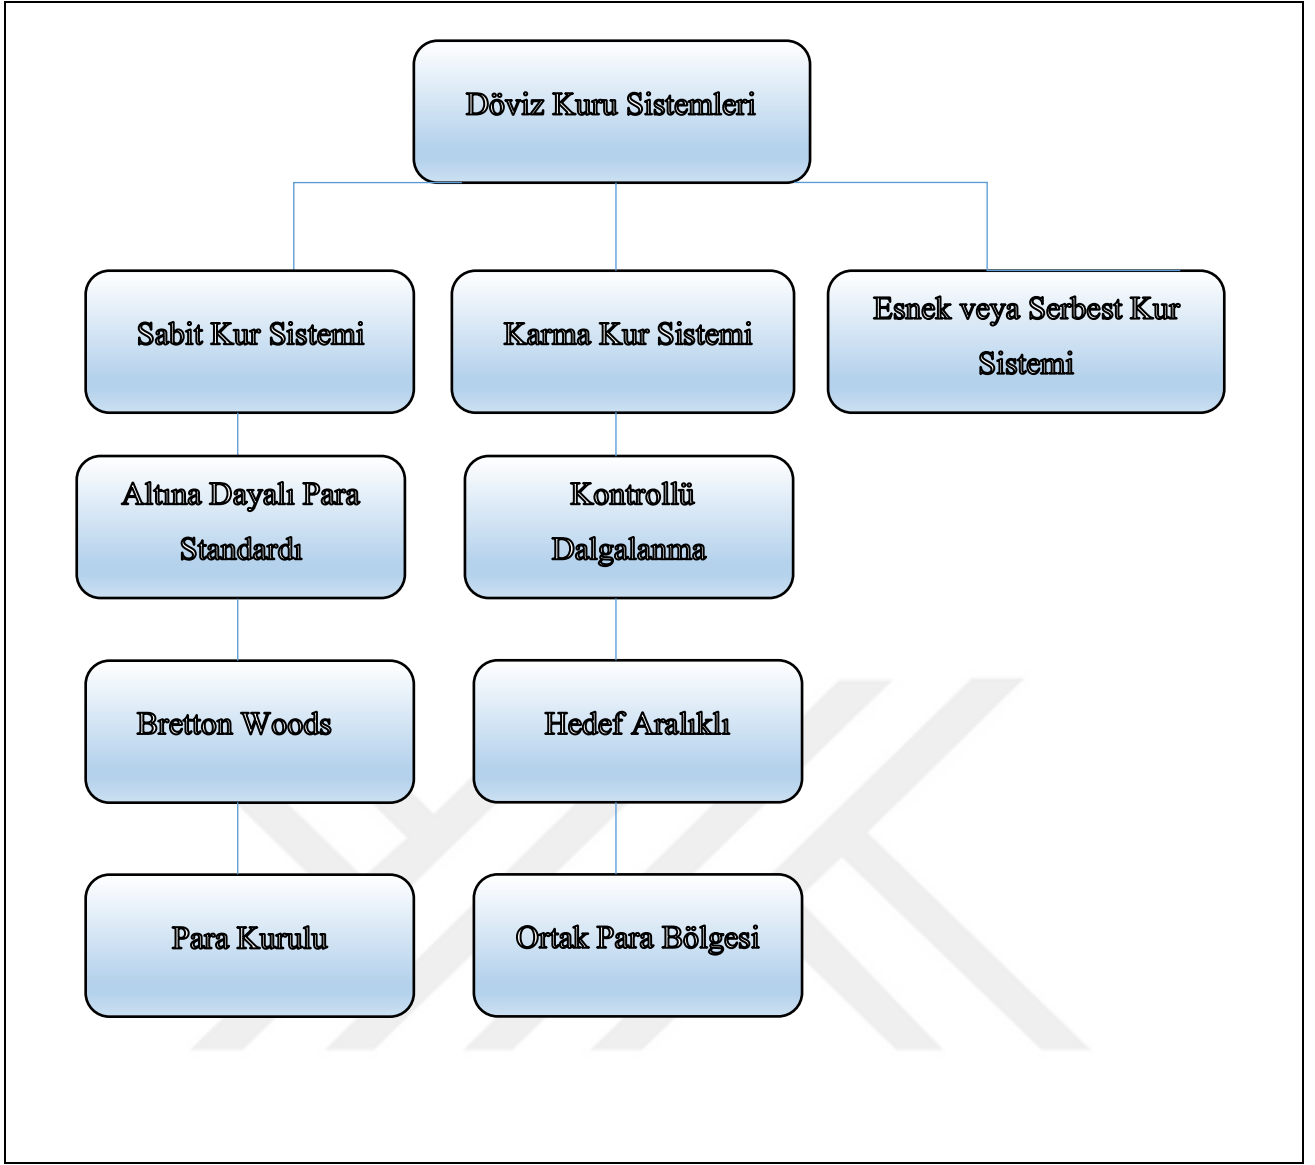 Döviz Kuru Sistemleri
Sabit Kur Sistemi
Karma Kur Sistemi
Esnek veya Serbest Kur
Sistemi
Altına Dayalı Para
Standardı
Kontrollü
Dalgalanma
Bretton Woods
Hedef Aralıklı
Para Kurulu
Ortak Para Bölgesi